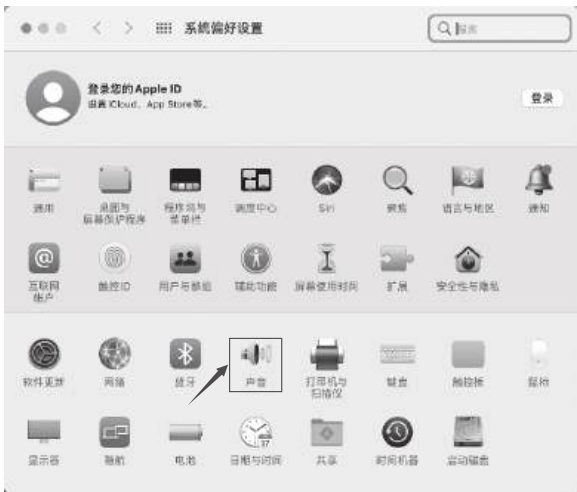 系统偏好设置
搜索
登录您的 Apple ID
设置 iCloud、App Store 等。
登录
通用
桌面与
屏幕保护程序
程序坞与
菜单栏
调度中心
Siri
聚焦
语言与地区
通知
互联网
帐户
触控ID
用户与群组
辅助功能
屏幕使用时间
扩展
安全性与隐私
软件更新
网络
蓝牙
声音
打印机与
扫描仪
键盘
触控板
鼠标
显示器
随航
电池
日期与时间
共享
时间机器
启动磁盘